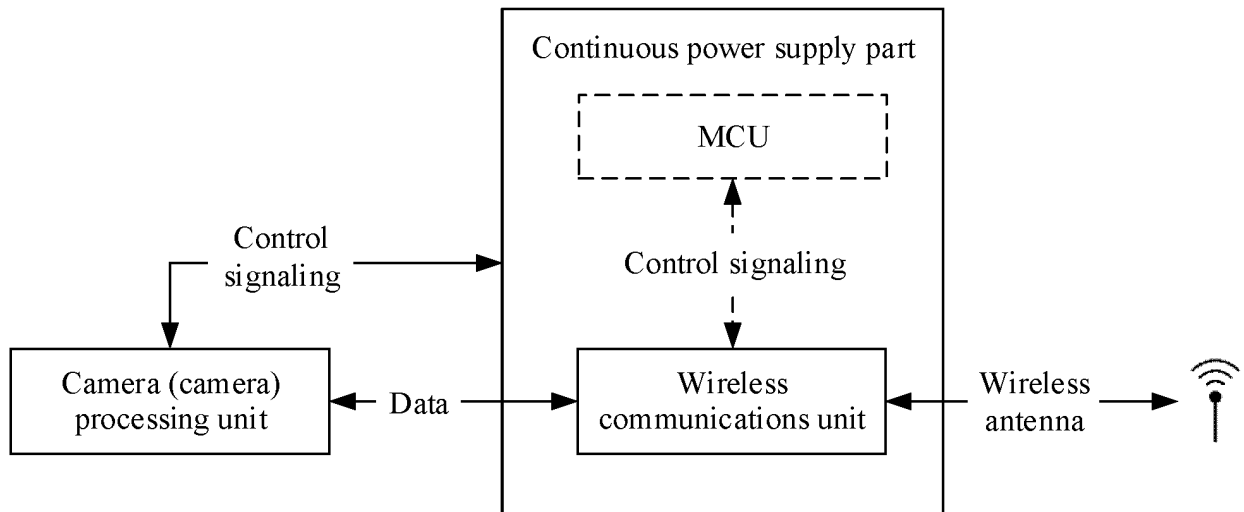 Continuous power supply part
MCU
Control
signaling
Control signaling
Camera (camera)
processing unit
Data
Wireless
communications unit
Wireless
antenna